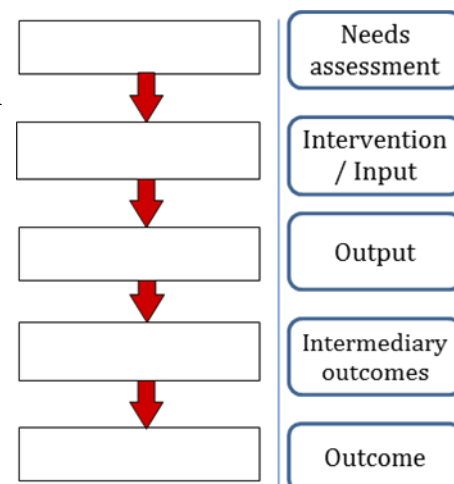 Needs
assessment
Intervention
/ Input
Output
Intermediary
outcomes
Outcome